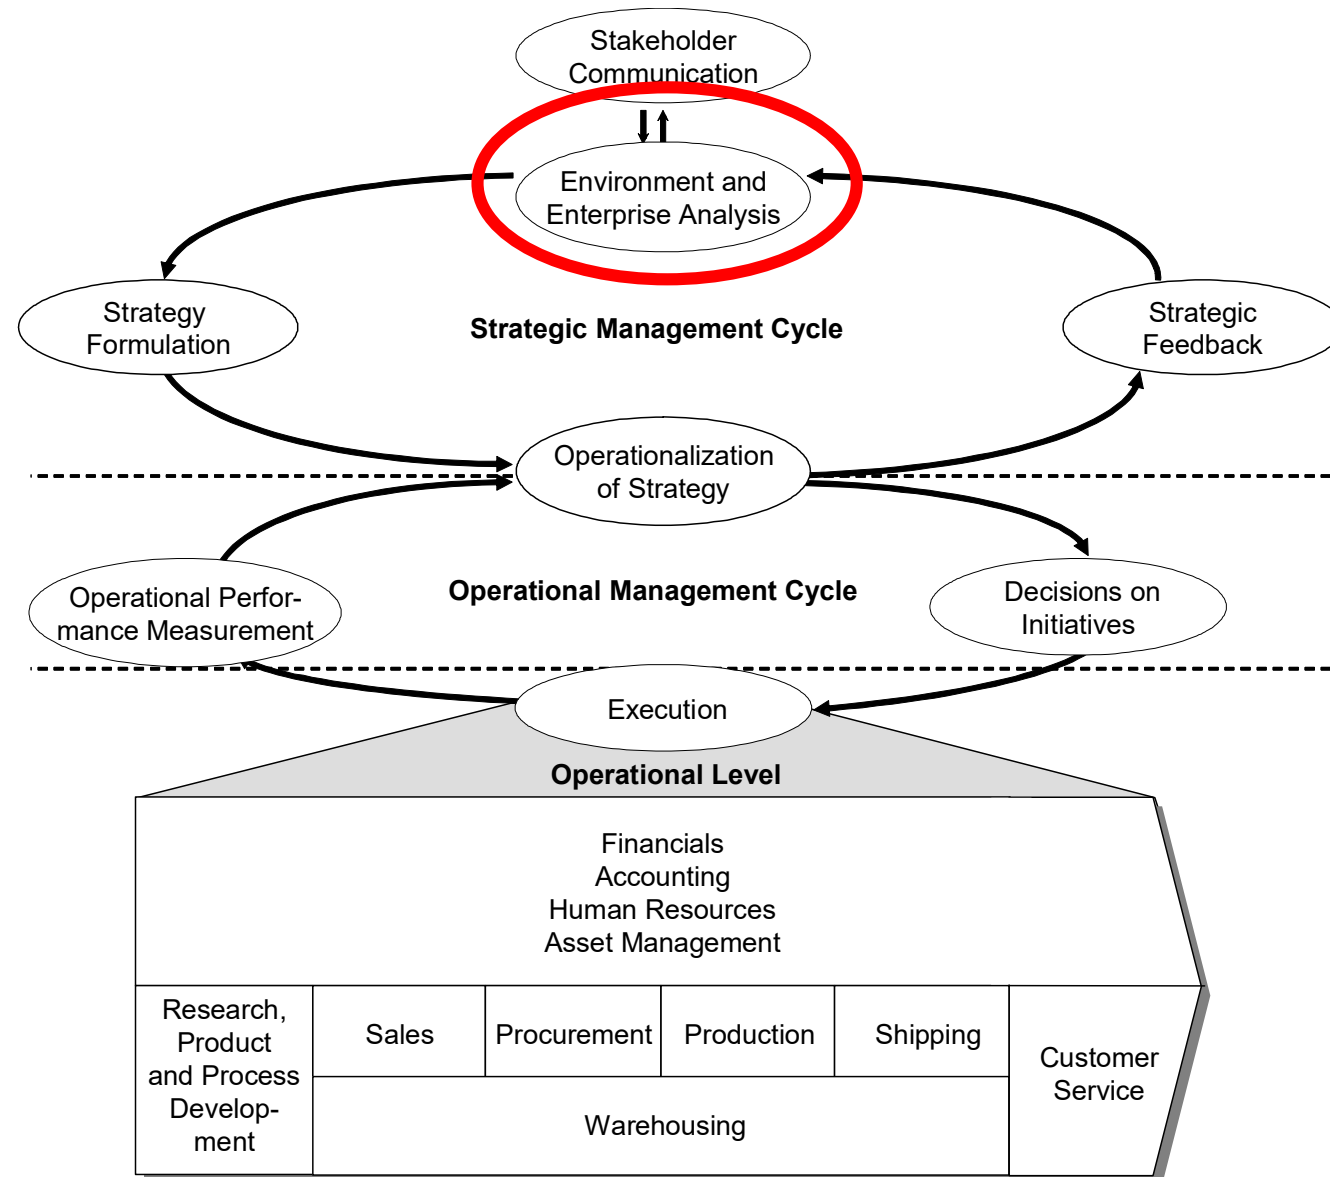 Stakeholder
Communication
Environment and
Enterprise Analysis
Strategy
Formulation
Strategic Management Cycle
Strategic
Feedback
Operationalization
of Strategy
Operational Perfor-
mance Measurement
Operational Management Cycle
Decisions on
Initiatives
Execution
Operational Level
Financials
Accounting
Human Resources
Asset Management
Research,
Product
and Process
Develop-
ment
Sales
Procurement
Production
Shipping
Warehousing
Customer
Service